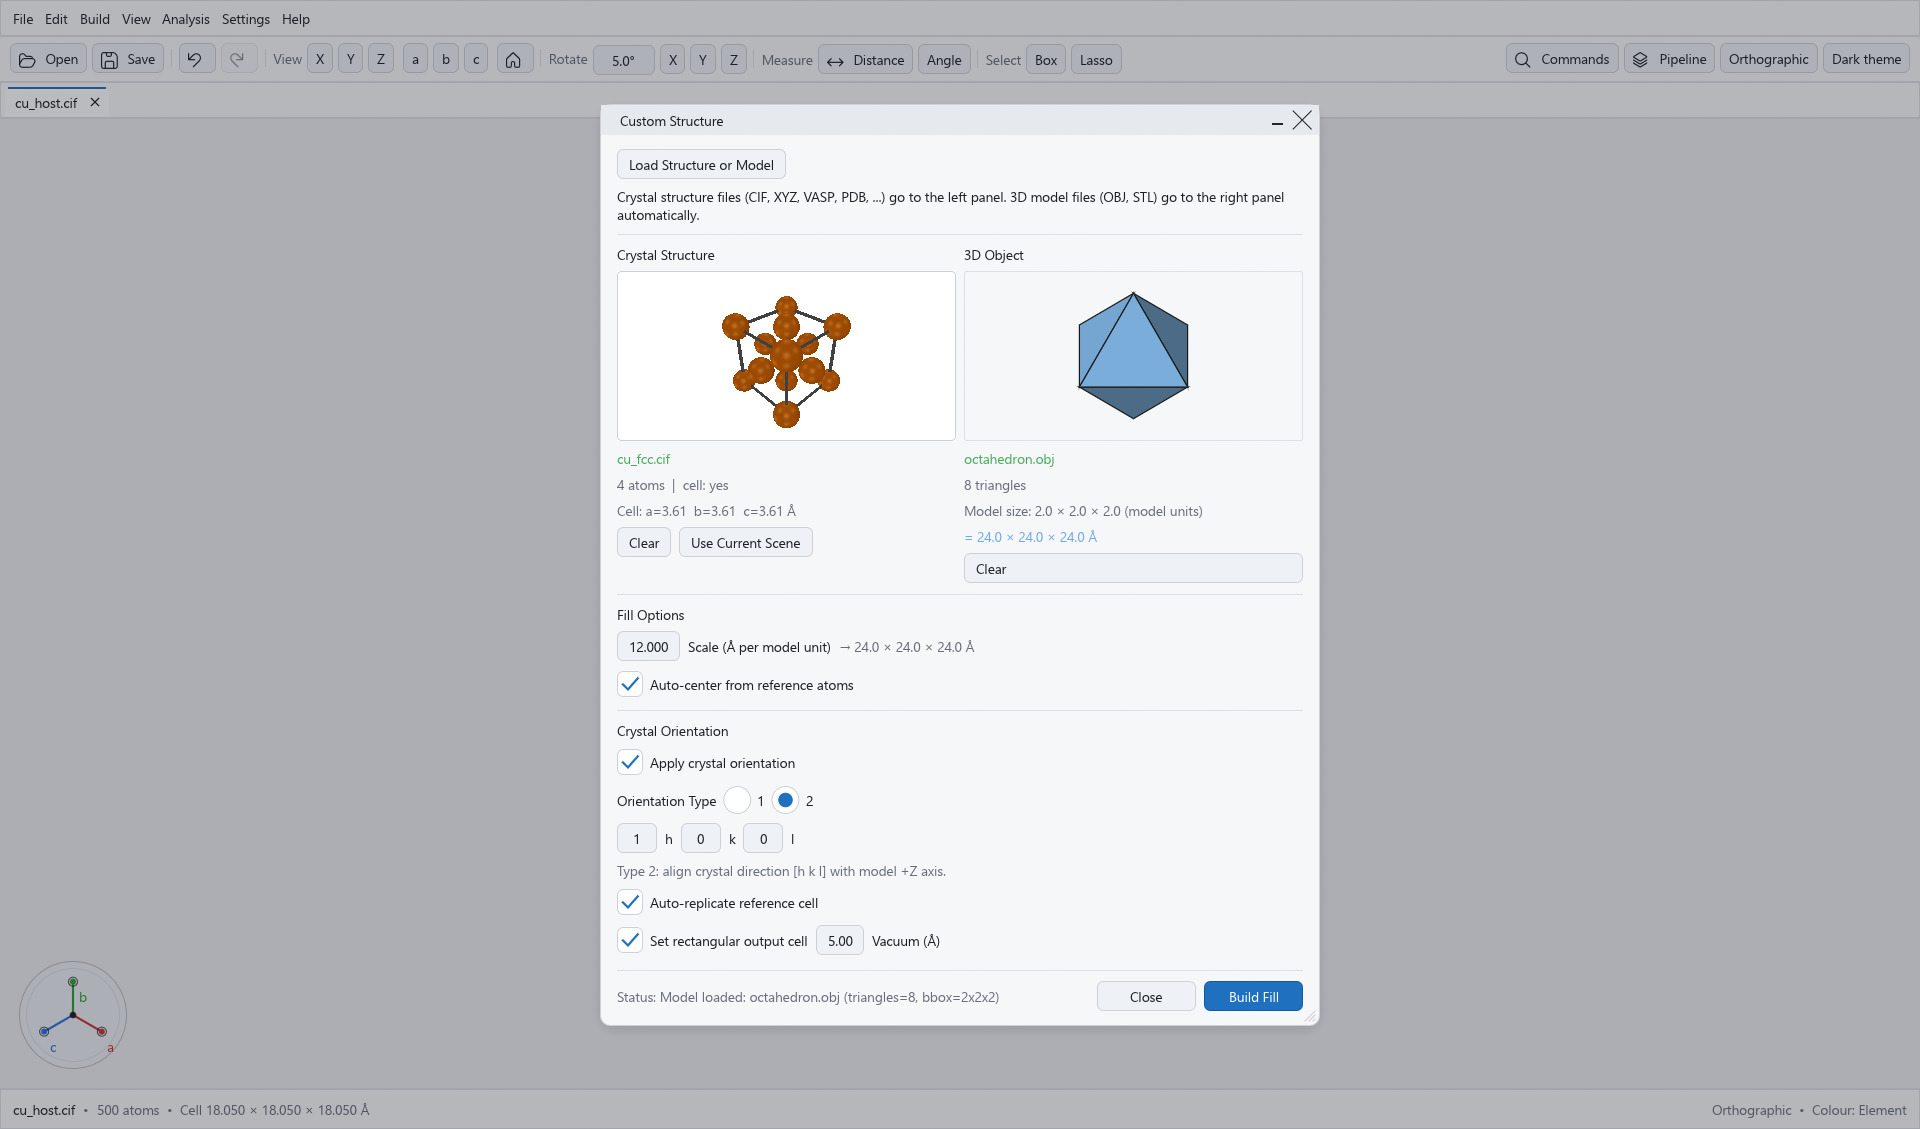 File Edit Build View Analysis Settings Help
Open Save View X Y Z a b c Rotate 5.0° X Y Z Measure Distance Angle Select Box Lasso Commands Pipeline Orthographic Dark theme
cu_host.cif
Custom Structure
Load Structure or Model
Crystal structure files (CIF, XYZ, VASP, PDB, ...) go to the left panel. 3D model files (OBJ, STL) go to the right panel
automatically.
Crystal Structure
3D Object
cu_fcc.cif
4 atoms | cell: yes
Cell: a=3.61 b=3.61 c=3.61 Å
Clear Use Current Scene
octahedron.obj
8 triangles
Model size: 2.0 × 2.0 × 2.0 (model units)
= 24.0 × 24.0 × 24.0 Å
Clear
Fill Options
12.000 Scale (Å per model unit) → 24.0 × 24.0 × 24.0 Å
Auto-center from reference atoms
Crystal Orientation
Apply crystal orientation
Orientation Type 1 2
1 h 0 k 0 l
Type 2: align crystal direction [h k l] with model +Z axis.
Auto-replicate reference cell
Set rectangular output cell 5.00 Vacuum (Å)
Status: Model loaded: octahedron.obj (triangles=8, bbox=2x2x2)
Close Build Fill
b
c
a
cu_host.cif • 500 atoms • Cell 18.050 × 18.050 × 18.050 Å
Orthographic • Colour: Element